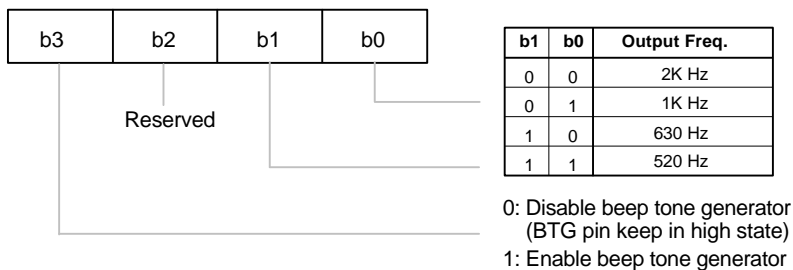 b3 b2 b1 b0
Reserved
b1 b0 Output Freq.
0 0 2K Hz
0 1 1K Hz
1 0 630 Hz
1 1 520 Hz
0: Disable beep tone generator
(BTG pin keep in high state)
1: Enable beep tone generator